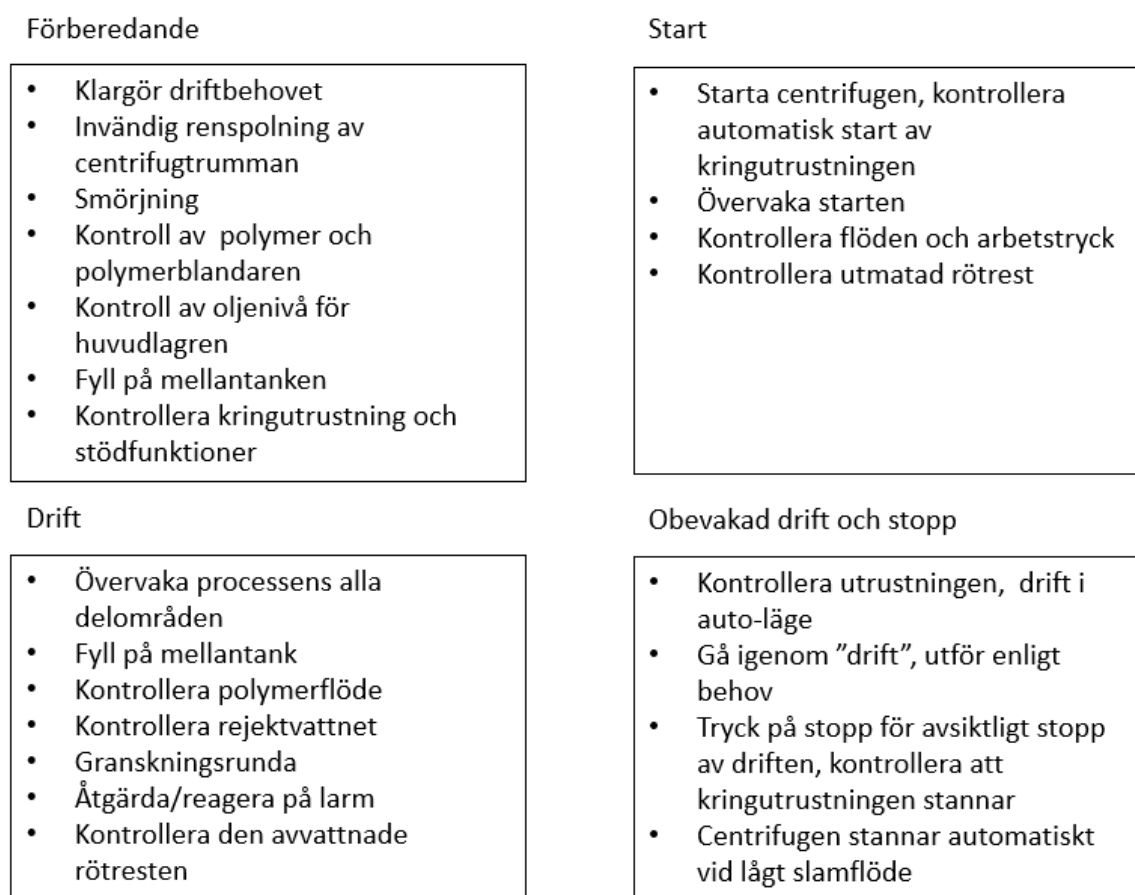 Förberedande
• Klargör driftbehovet
• Invändig renspolning av
centrifugtrumman
• Smörjning
• Kontroll av polymer och
polymerblandaren
• Kontroll av oljenivå för
huvudlagren
• Fyll på mellantanken
• Kontrollera kringutrustning och
stödfunktioner
Start
• Starta centrifugen, kontrollera
automatisk start av
kringutrustningen
• Övervaka starten
• Kontrollera flöden och arbetstryck
• Kontrollera utmatad rötrest
Drift
• Övervaka processens alla
delområden
• Fyll på mellantank
• Kontrollera polymerflöde
• Kontrollera rejektvattnet
• Granskningsrunda
• Åtgärda/reagera på larm
• Kontrollera den avvattnade
rötresten
Obevakad drift och stopp
• Kontrollera utrustningen, drift i
auto-läge
• Gå igenom ”drift”, utför enligt
behov
• Tryck på stopp för avsiktligt stopp
av driften, kontrollera att
kringutrustningen stannar
• Centrifugen stannar automatiskt
vid lågt slamflöde